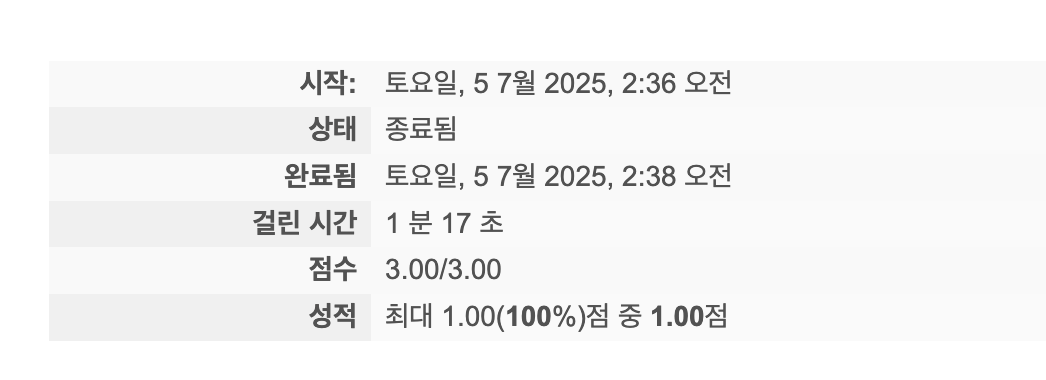 시작: 토요일, 5 7월 2025, 2:36 오전
상태 종료됨
완료됨 토요일, 5 7월 2025, 2:38 오전
걸린 시간 1 분 17 초
점수 3.00/3.00
성적 최대 1.00(100%)점 중 1.00점